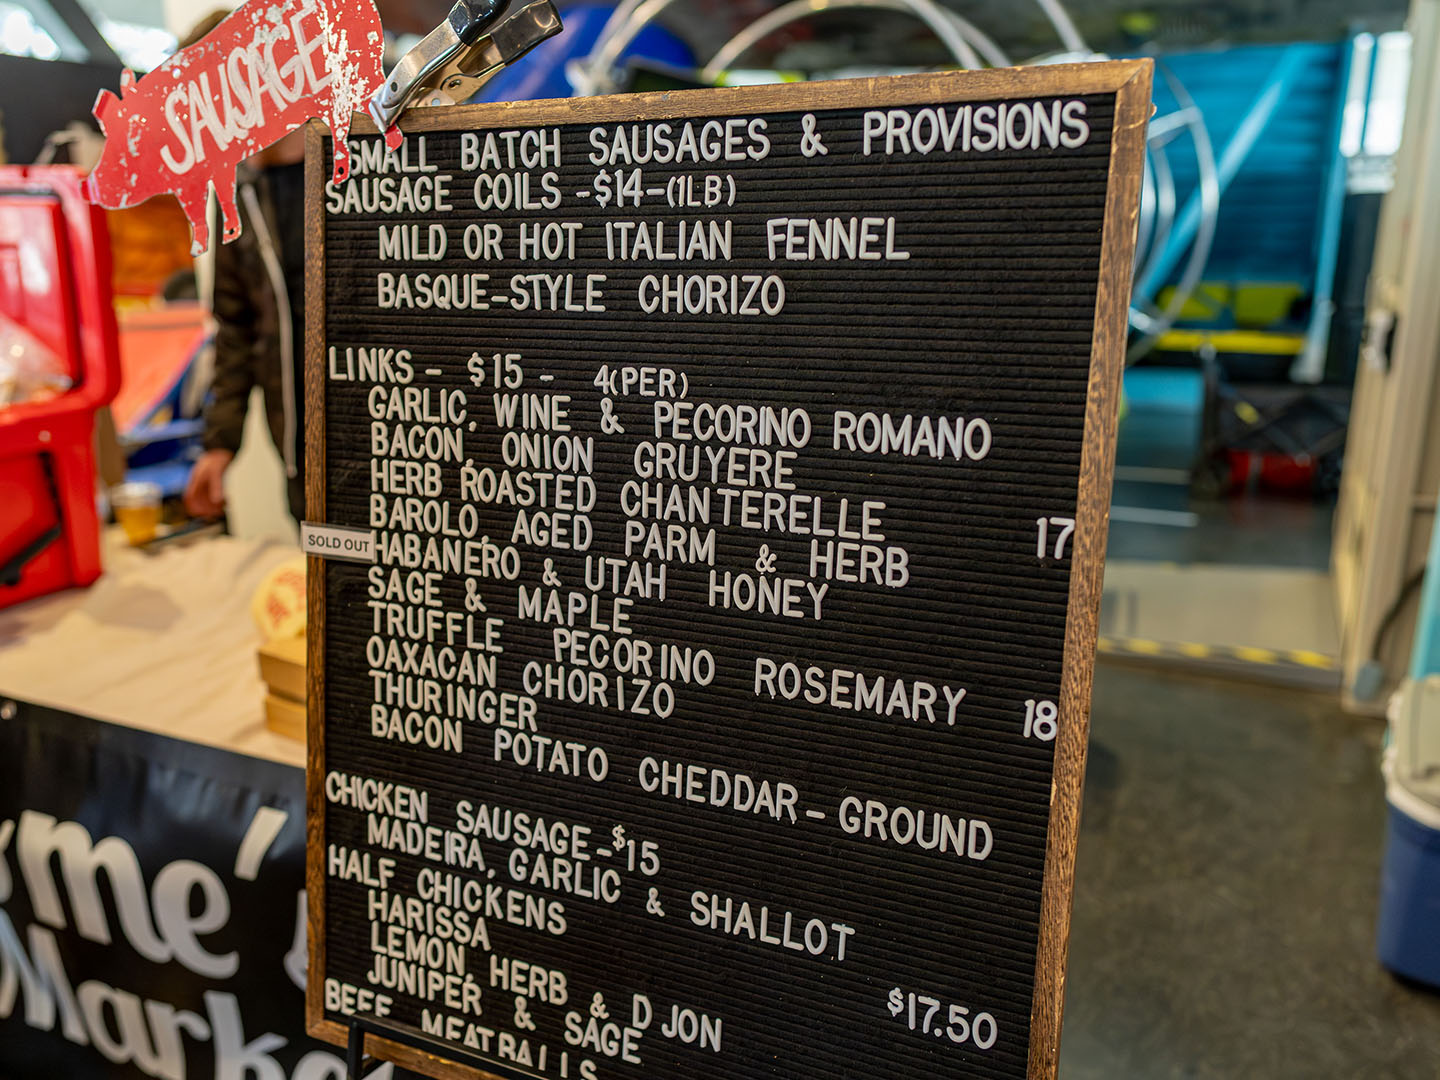 SAUSAGE
SMALL BATCH SAUSAGES & PROVISIONS
SAUSAGE COILS -$14-(1LB)
MILD OR HOT ITALIAN FENNEL
BASQUE-STYLE CHORIZO
LINKS - $15 - 4(PER)
GARLIC, WINE & PECORINO ROMANO
BACON, ONION GRUYERE
HERB ROASTED CHANTERELLE 17
BAROLO, AGED PARM & HERB
SOLD OUT HABANERO & UTAH HONEY
SAGE & MAPLE
TRUFFLE PECORINO ROSEMARY 18
OAXACAN CHORIZO
THURINGER
BACON POTATO CHEDDAR-GROUND
CHICKEN SAUSAGE-$15
MADEIRA, GARLIC & SHALLOT
HALF CHICKENS $17.50
HARISSA
LEMON, HERB & D JON
JUNIPER & SAGE
BEEF MEATBALLS